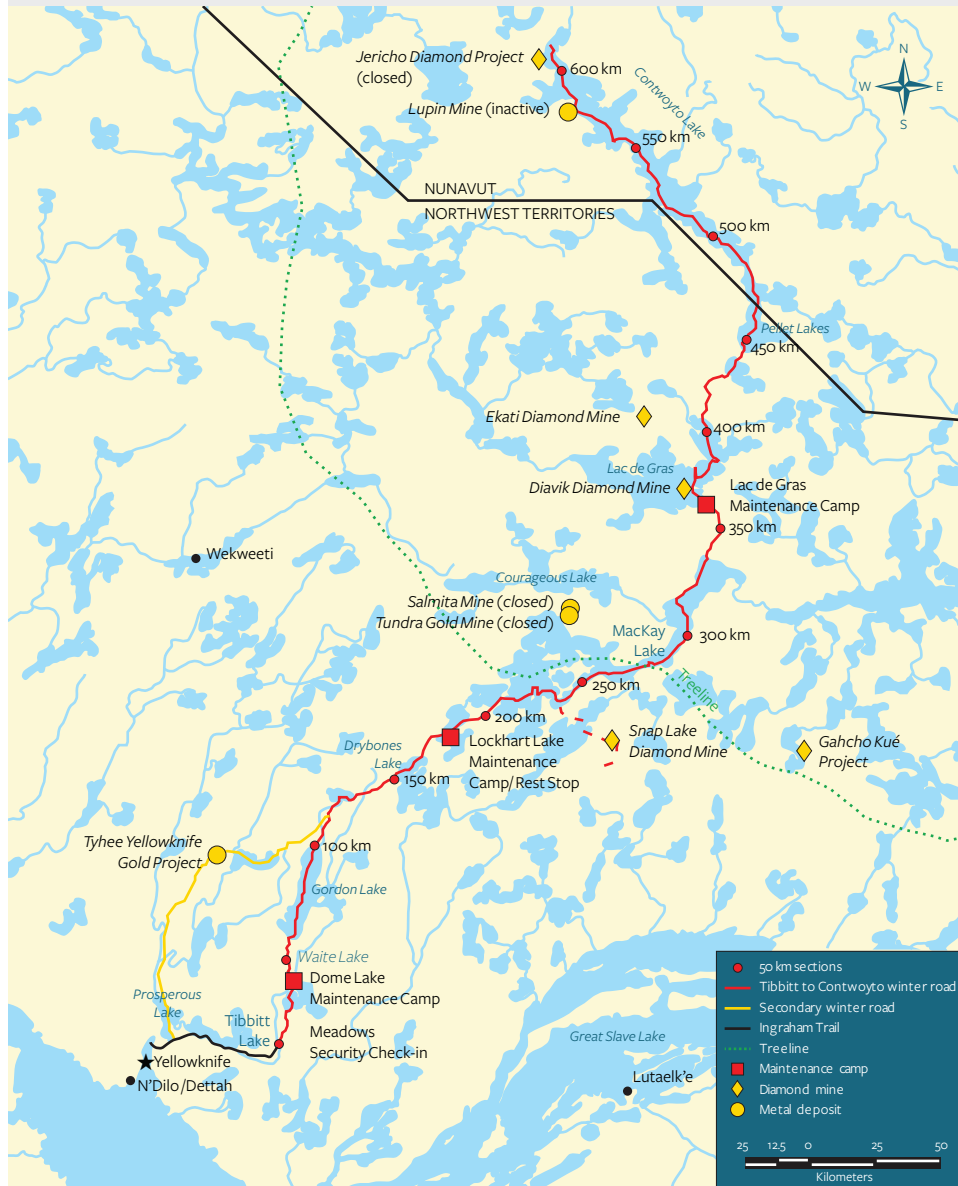 Jericho Diamond Project
(closed)
600 km
Contwoyto Lake
N
W
E
S
Lupin Mine (inactive)
550 km
NUNAVUT
NORTHWEST TERRITORIES
500 km
Pellet Lakes
450 km
Ekati Diamond Mine
400 km
Lac de Gras
Diavik Diamond Mine
Lac de Gras
Maintenance Camp
350 km
Wekweeti
Courageous Lake
Salmita Mine (closed)
Tundra Gold Mine (closed)
MacKay
Lake
300 km
Treeline
250 km
200 km
Snap Lake
Diamond Mine
Gahcho Kué
Project
Drybones
Lake
Lockhart Lake
Maintenance
Camp/Rest Stop
150 km
Tyhee Yellowknife
Gold Project
100 km
Gordon Lake
Waite Lake
Dome Lake
Maintenance Camp
Prosperous
Lake
Tibbitt
Lake
Meadows
Security Check-in
Great Slave Lake
Yellowknife
N'Dilo/Dettah
Lutaelk'e
50 km sections
Tibbitt to Contwoyto winter road
Secondary winter road
Ingraham Trail
Treeline
Maintenance camp
Diamond mine
Metal deposit
25 12.5 0 25 50
Kilometers